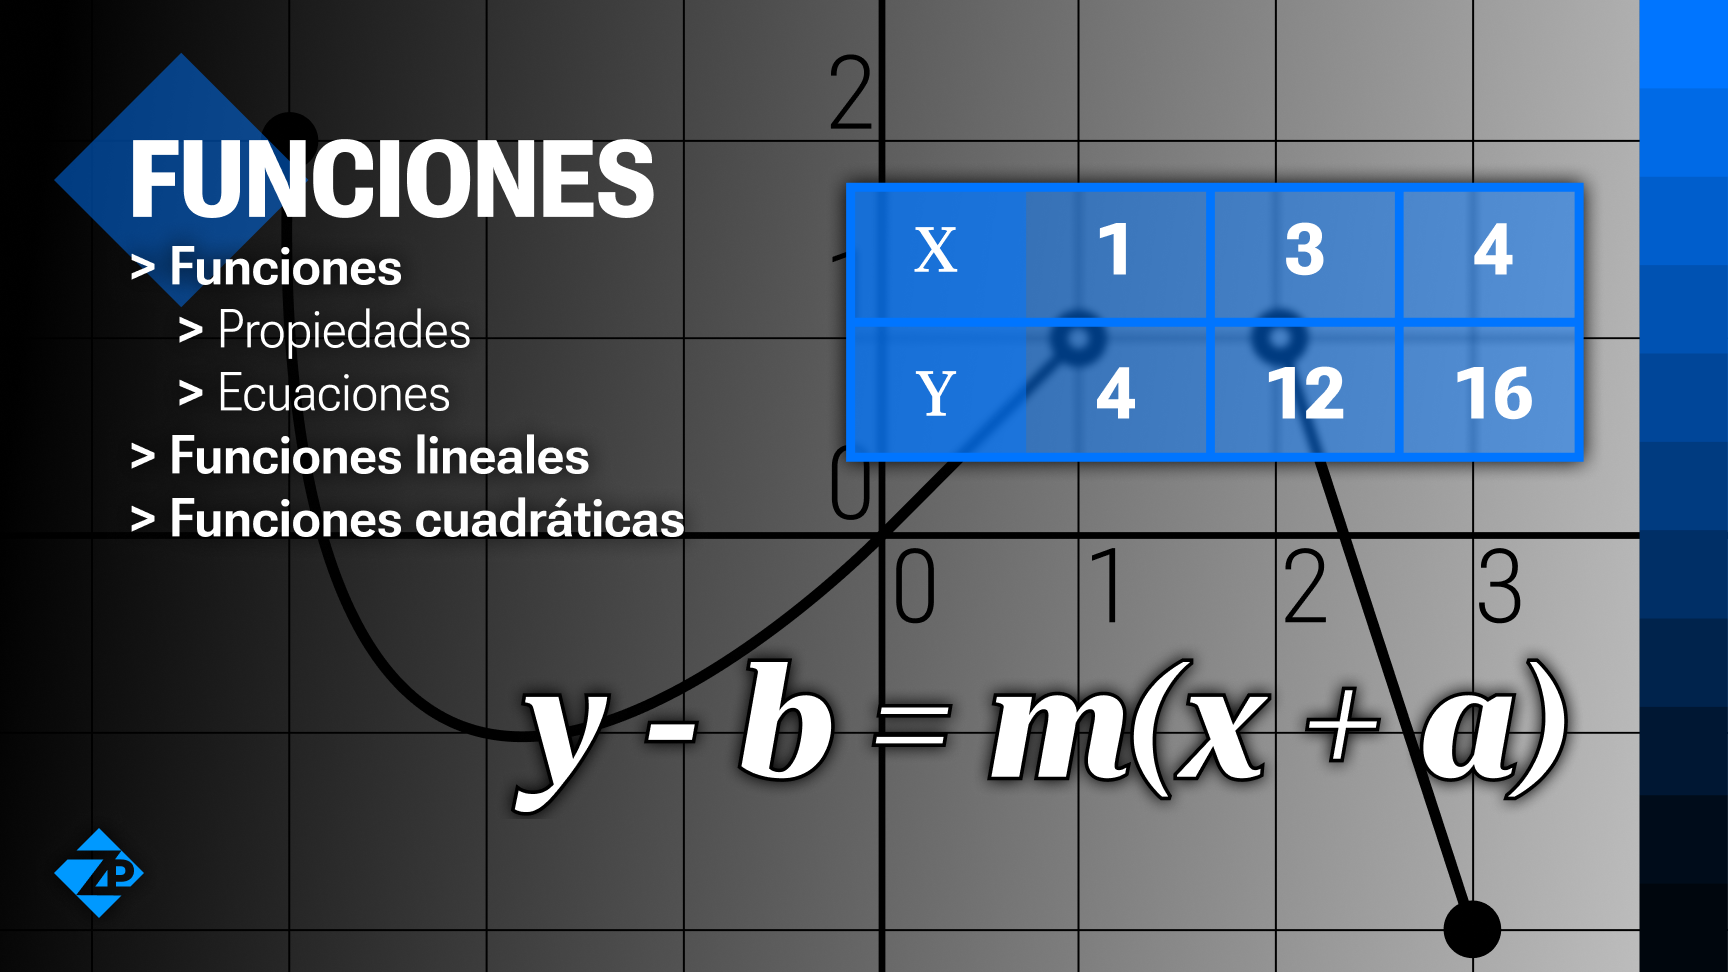 FUNCIONES
> Funciones
> Propiedades
> Ecuaciones
> Funciones lineales
> Funciones cuadráticas
2
X 1 3 4
Y 4 12 16
0
0 1 2 3
y - b = m(x + a)
ZP